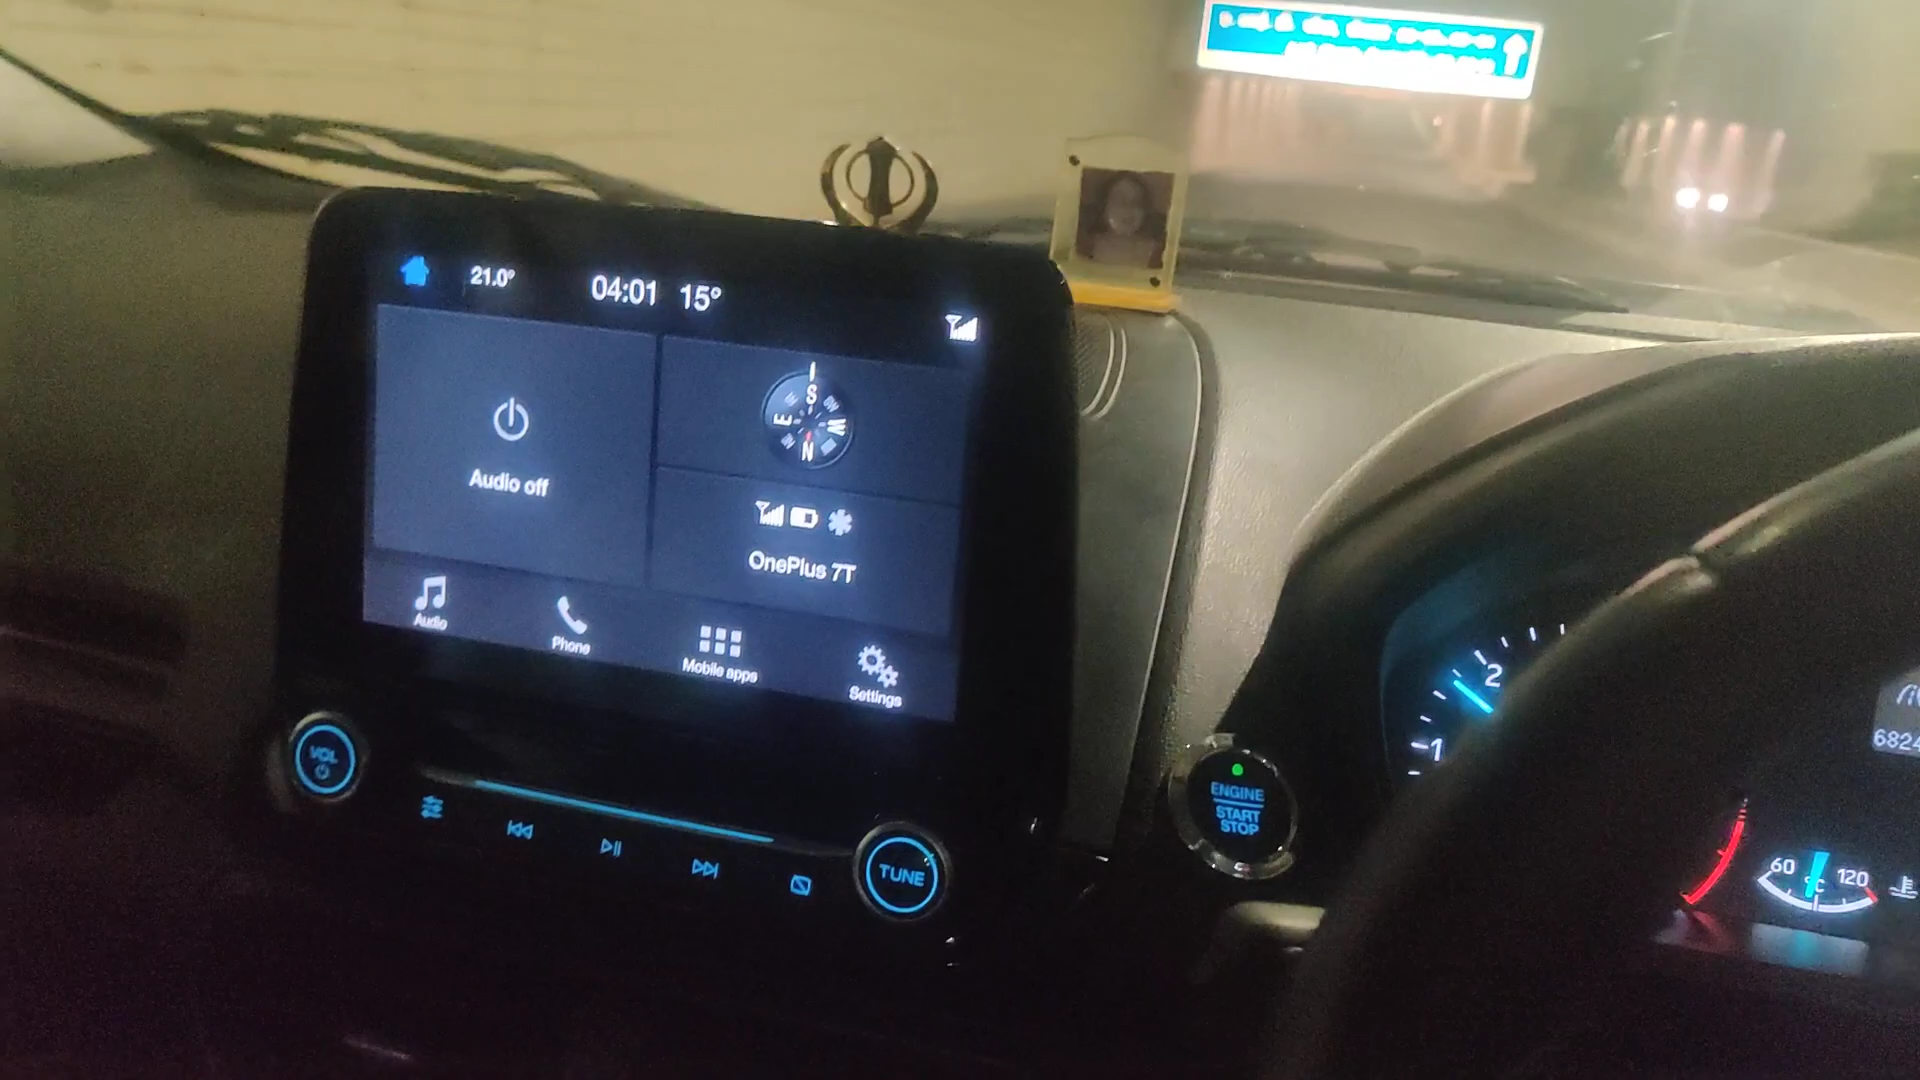 21.0°
04:01 15°
S
SW
E
W
N
Audio off
OnePlus 7T
Audio
Phone
Mobile apps
Settings
VOL
TUNE
ENGINE
START
STOP
2
1
6824
60 °C 120